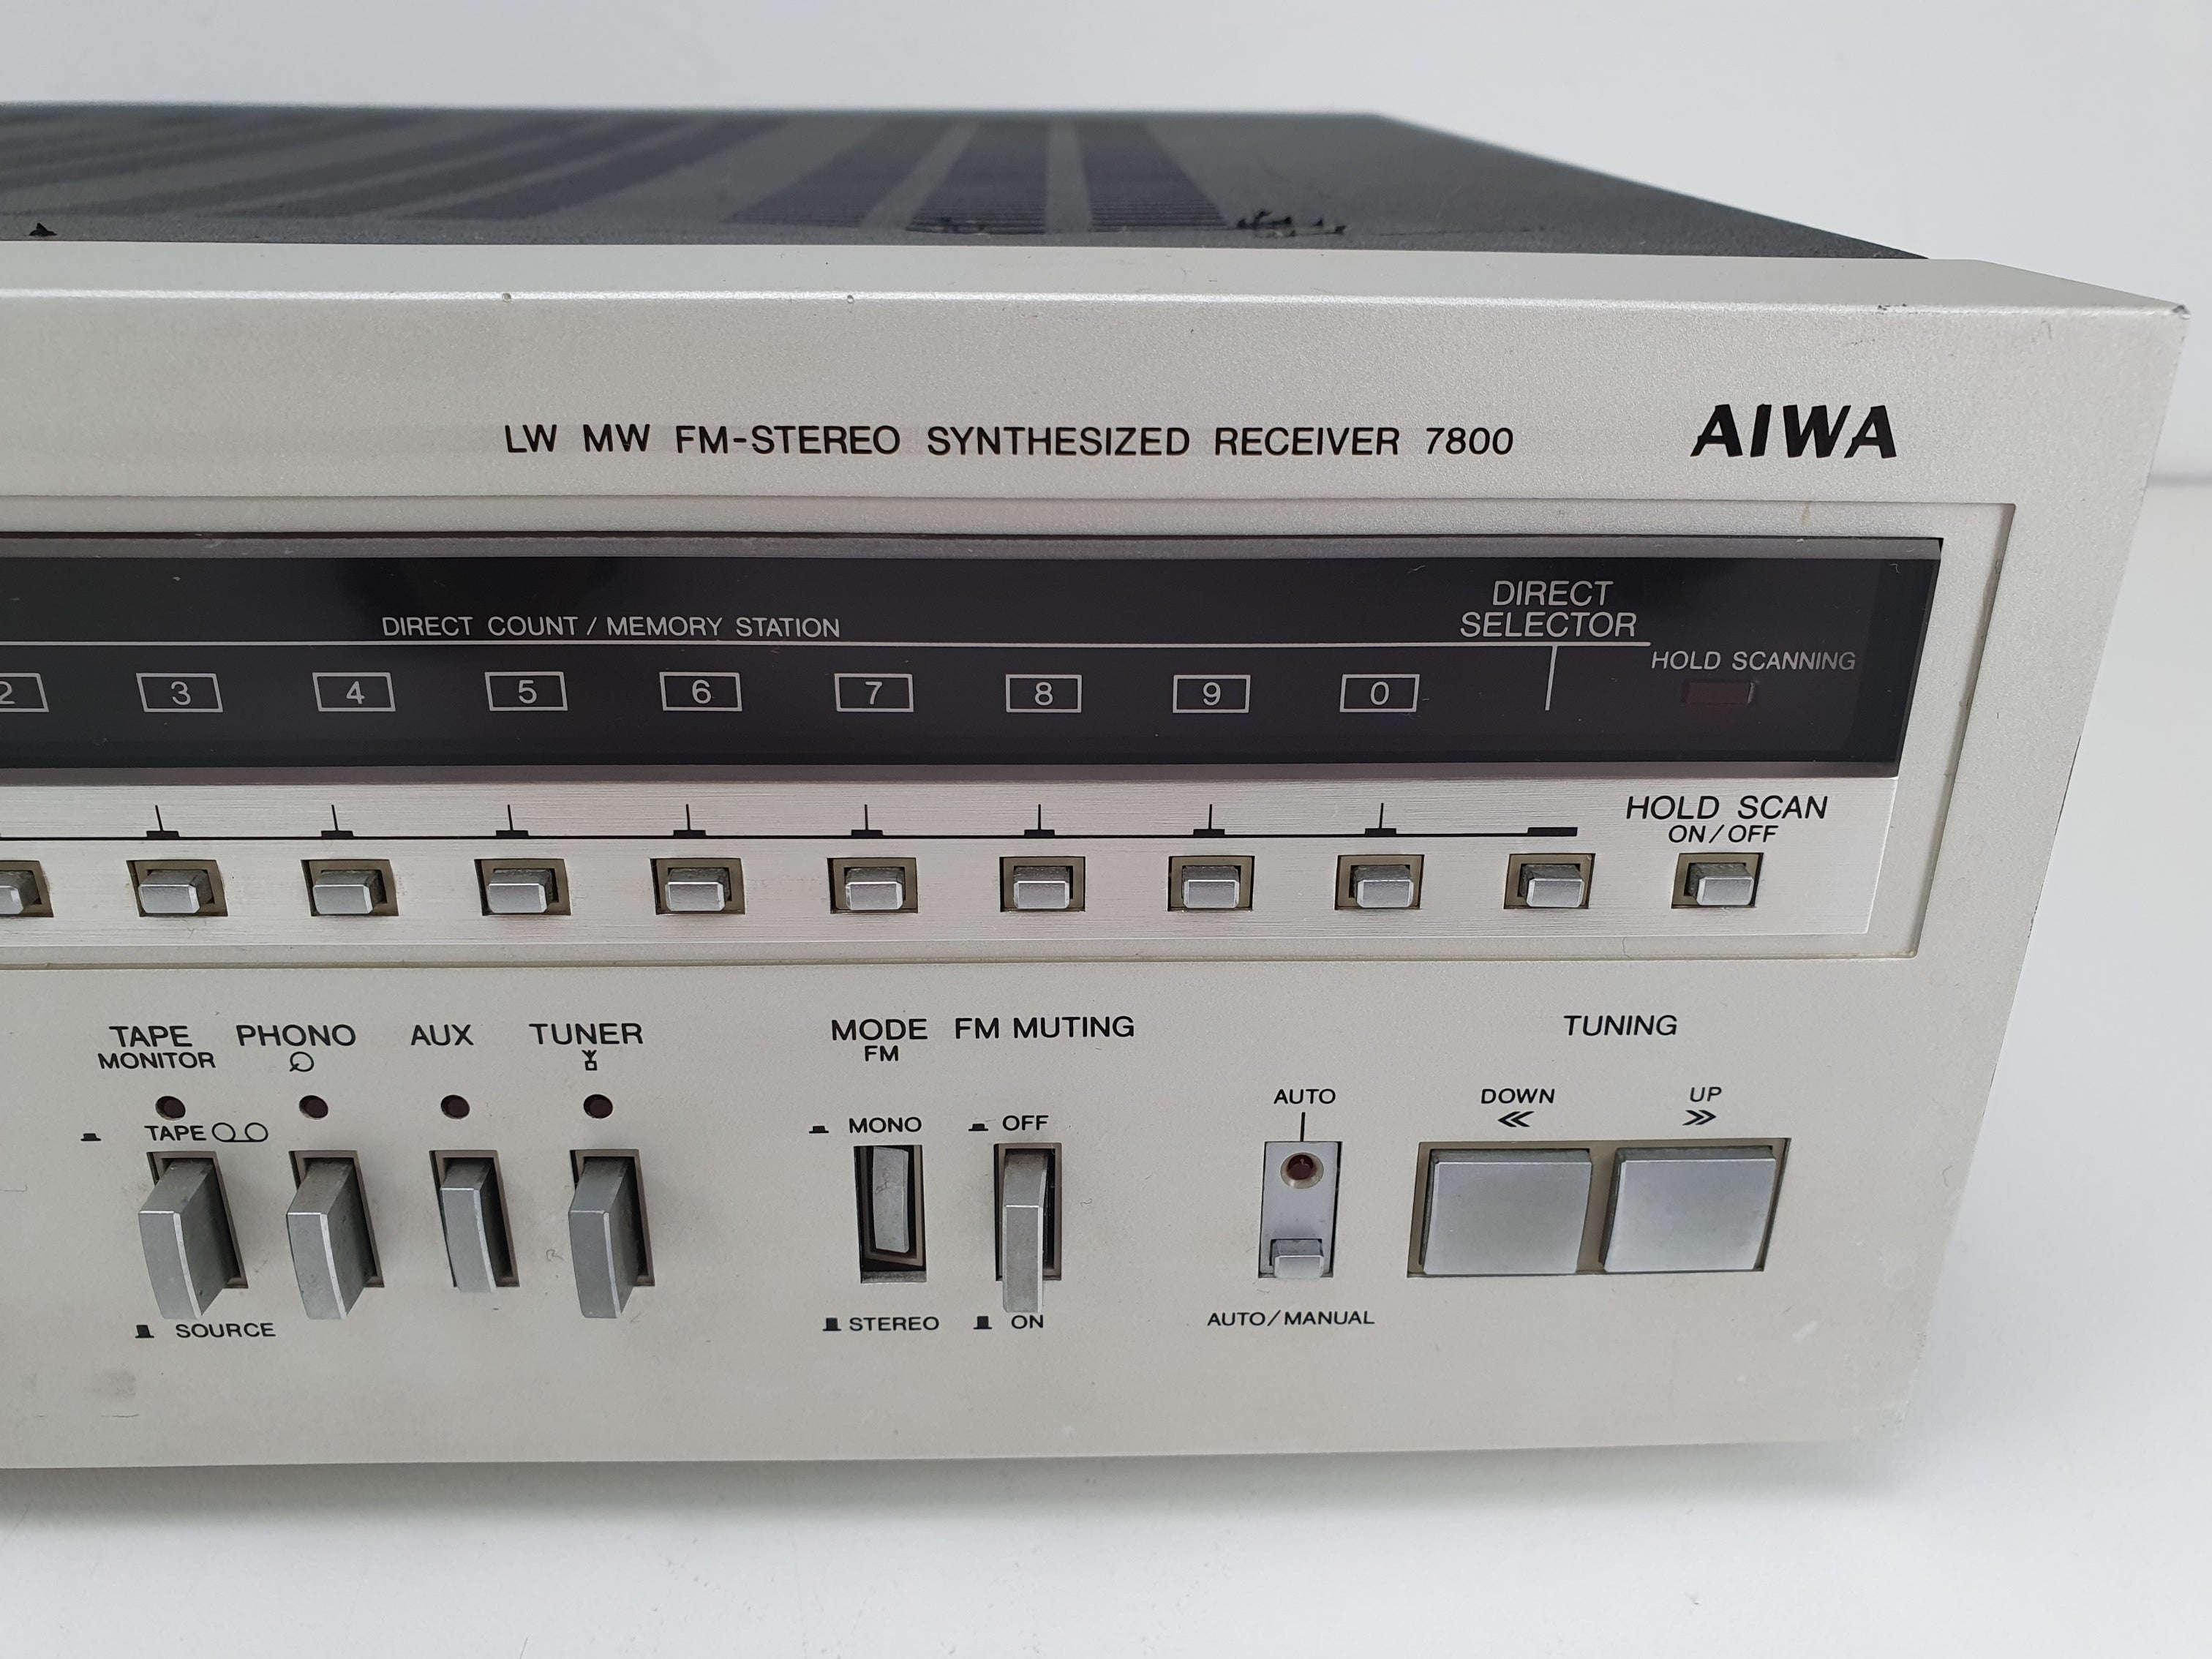 LW MW FM-STEREO SYNTHESIZED RECEIVER 7800 AIWA
DIRECT COUNT / MEMORY STATION
DIRECT
SELECTOR
HOLD SCANNING
2 3 4 5 6 7 8 9 0
HOLD SCAN
ON/OFF
TAPE
MONITOR
PHONO
AUX
TUNER
MODE
FM
FM MUTING
TUNING
TAPE
MONO
OFF
AUTO
DOWN
UP
SOURCE
STEREO
ON
AUTO/MANUAL